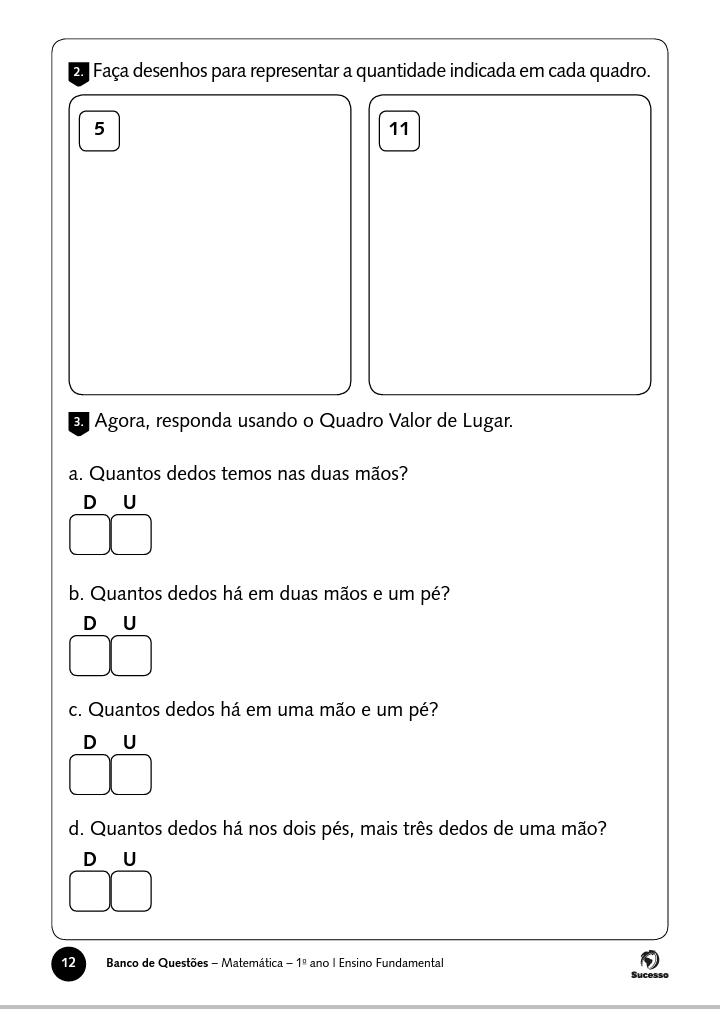 2. Faça desenhos para representar a quantidade indicada em cada quadro.
5
11
3. Agora, responda usando o Quadro Valor de Lugar.
a. Quantos dedos temos nas duas mãos?
D U
b. Quantos dedos há em duas mãos e um pé?
D U
c. Quantos dedos há em uma mão e um pé?
D U
d. Quantos dedos há nos dois pés, mais três dedos de uma mão?
D U
12 Banco de Questões – Matemática – 1º ano | Ensino Fundamental
Sucesso